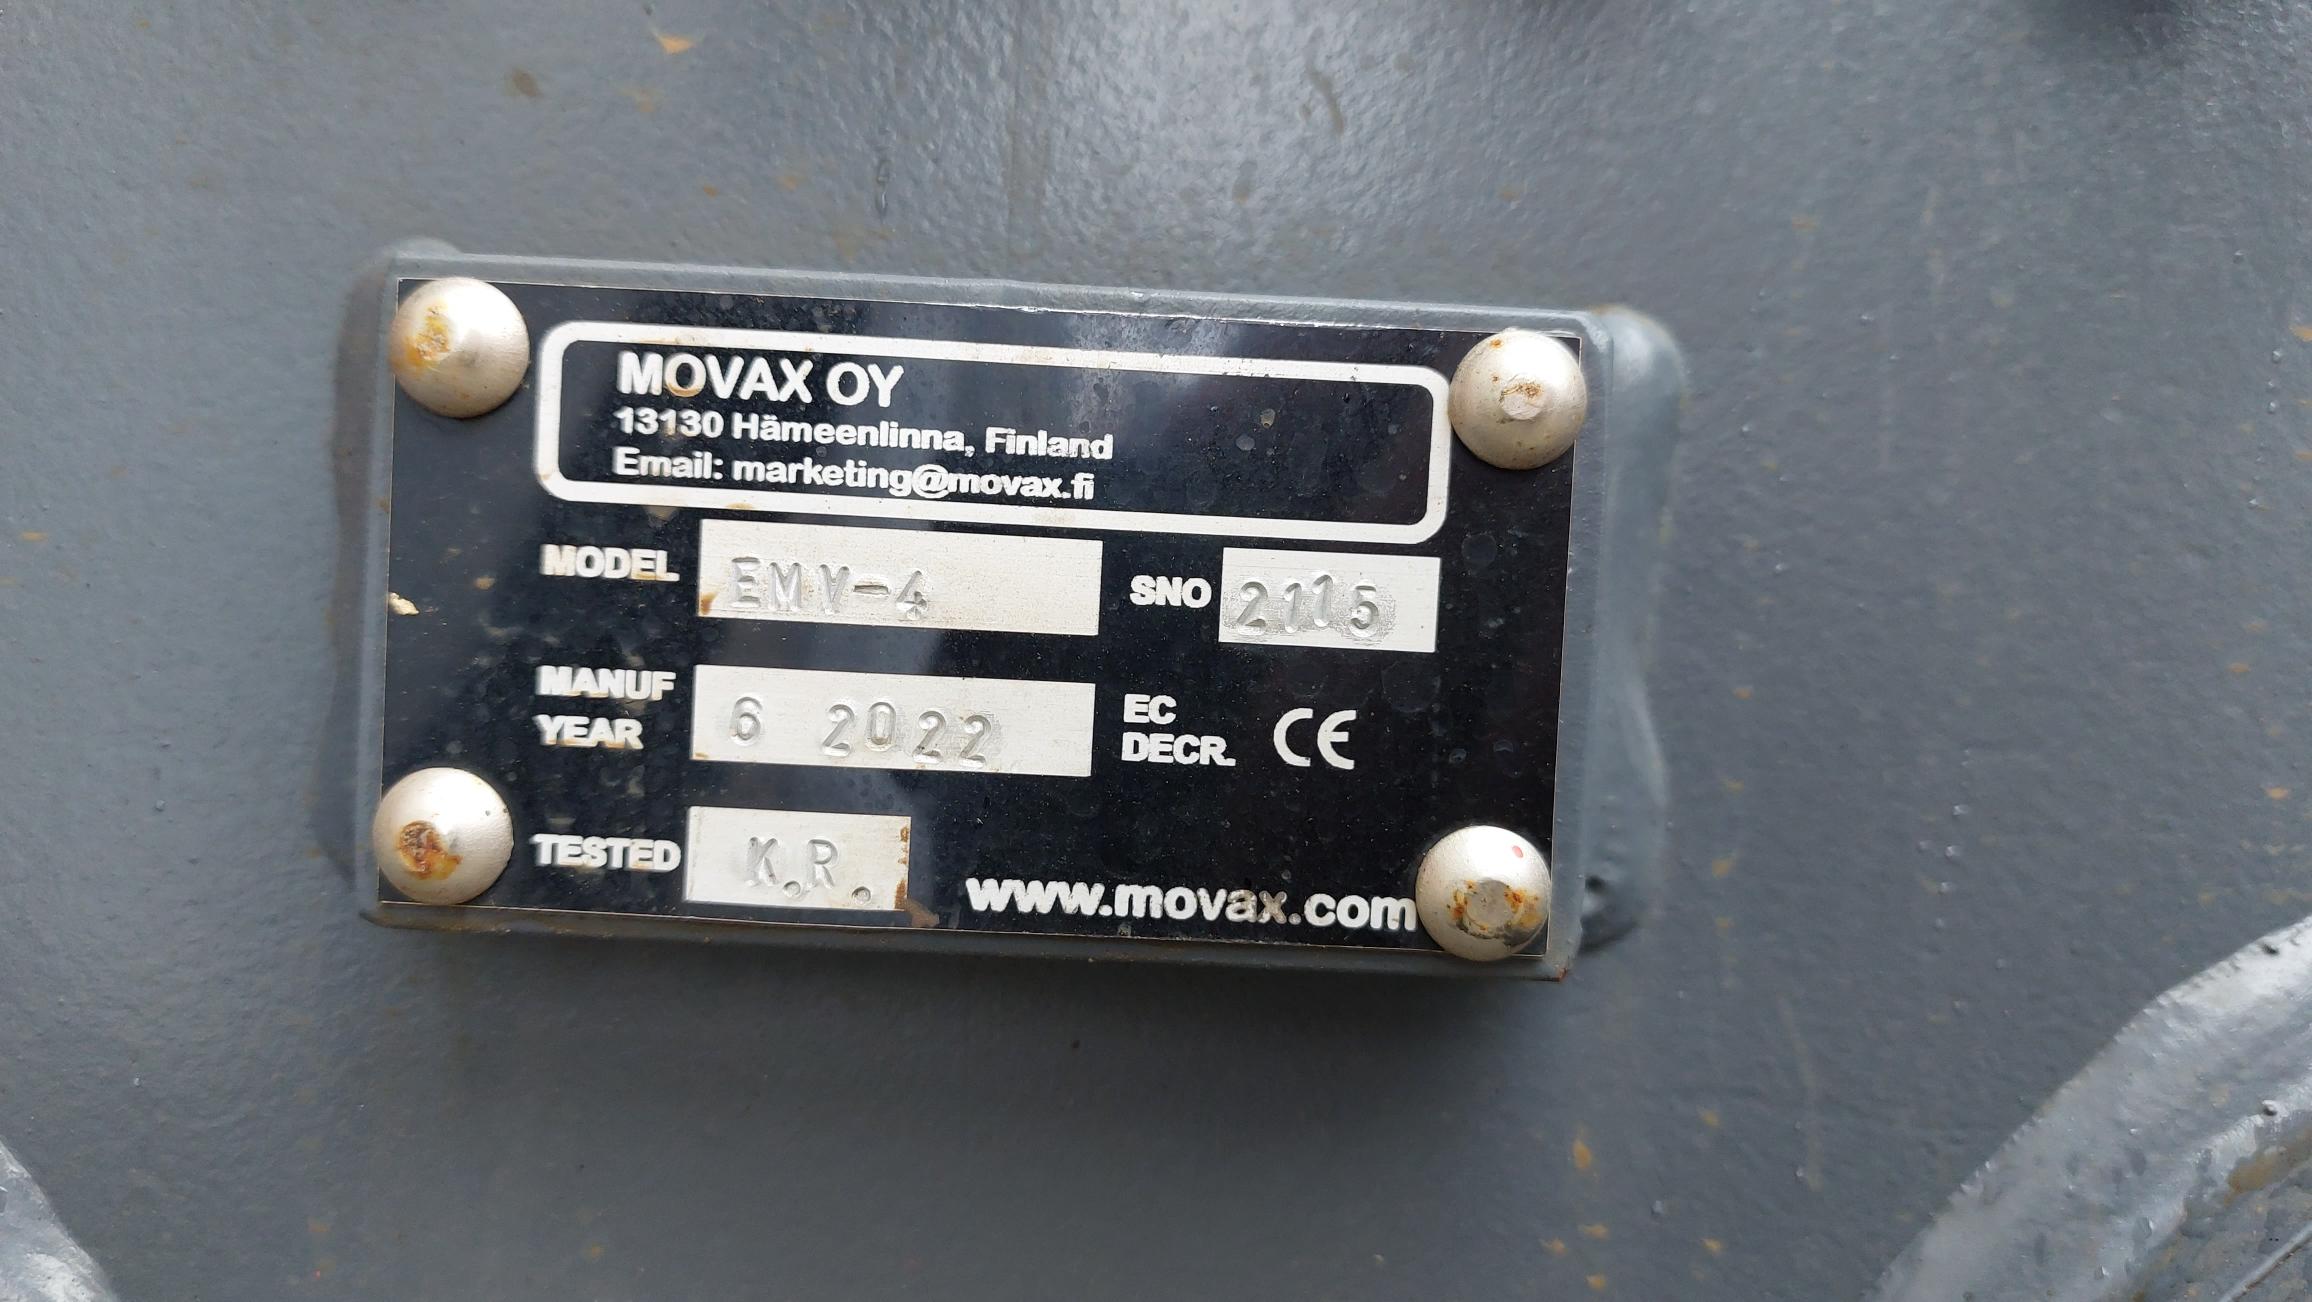 MOVAX OY
13130 Hämeenlinna, Finland
Email: marketing@movax.fi
MODEL EMV-4 SNO 2115
MANUF YEAR 6 2022 EC DECR. CE
TESTED K.R.
www.movax.com